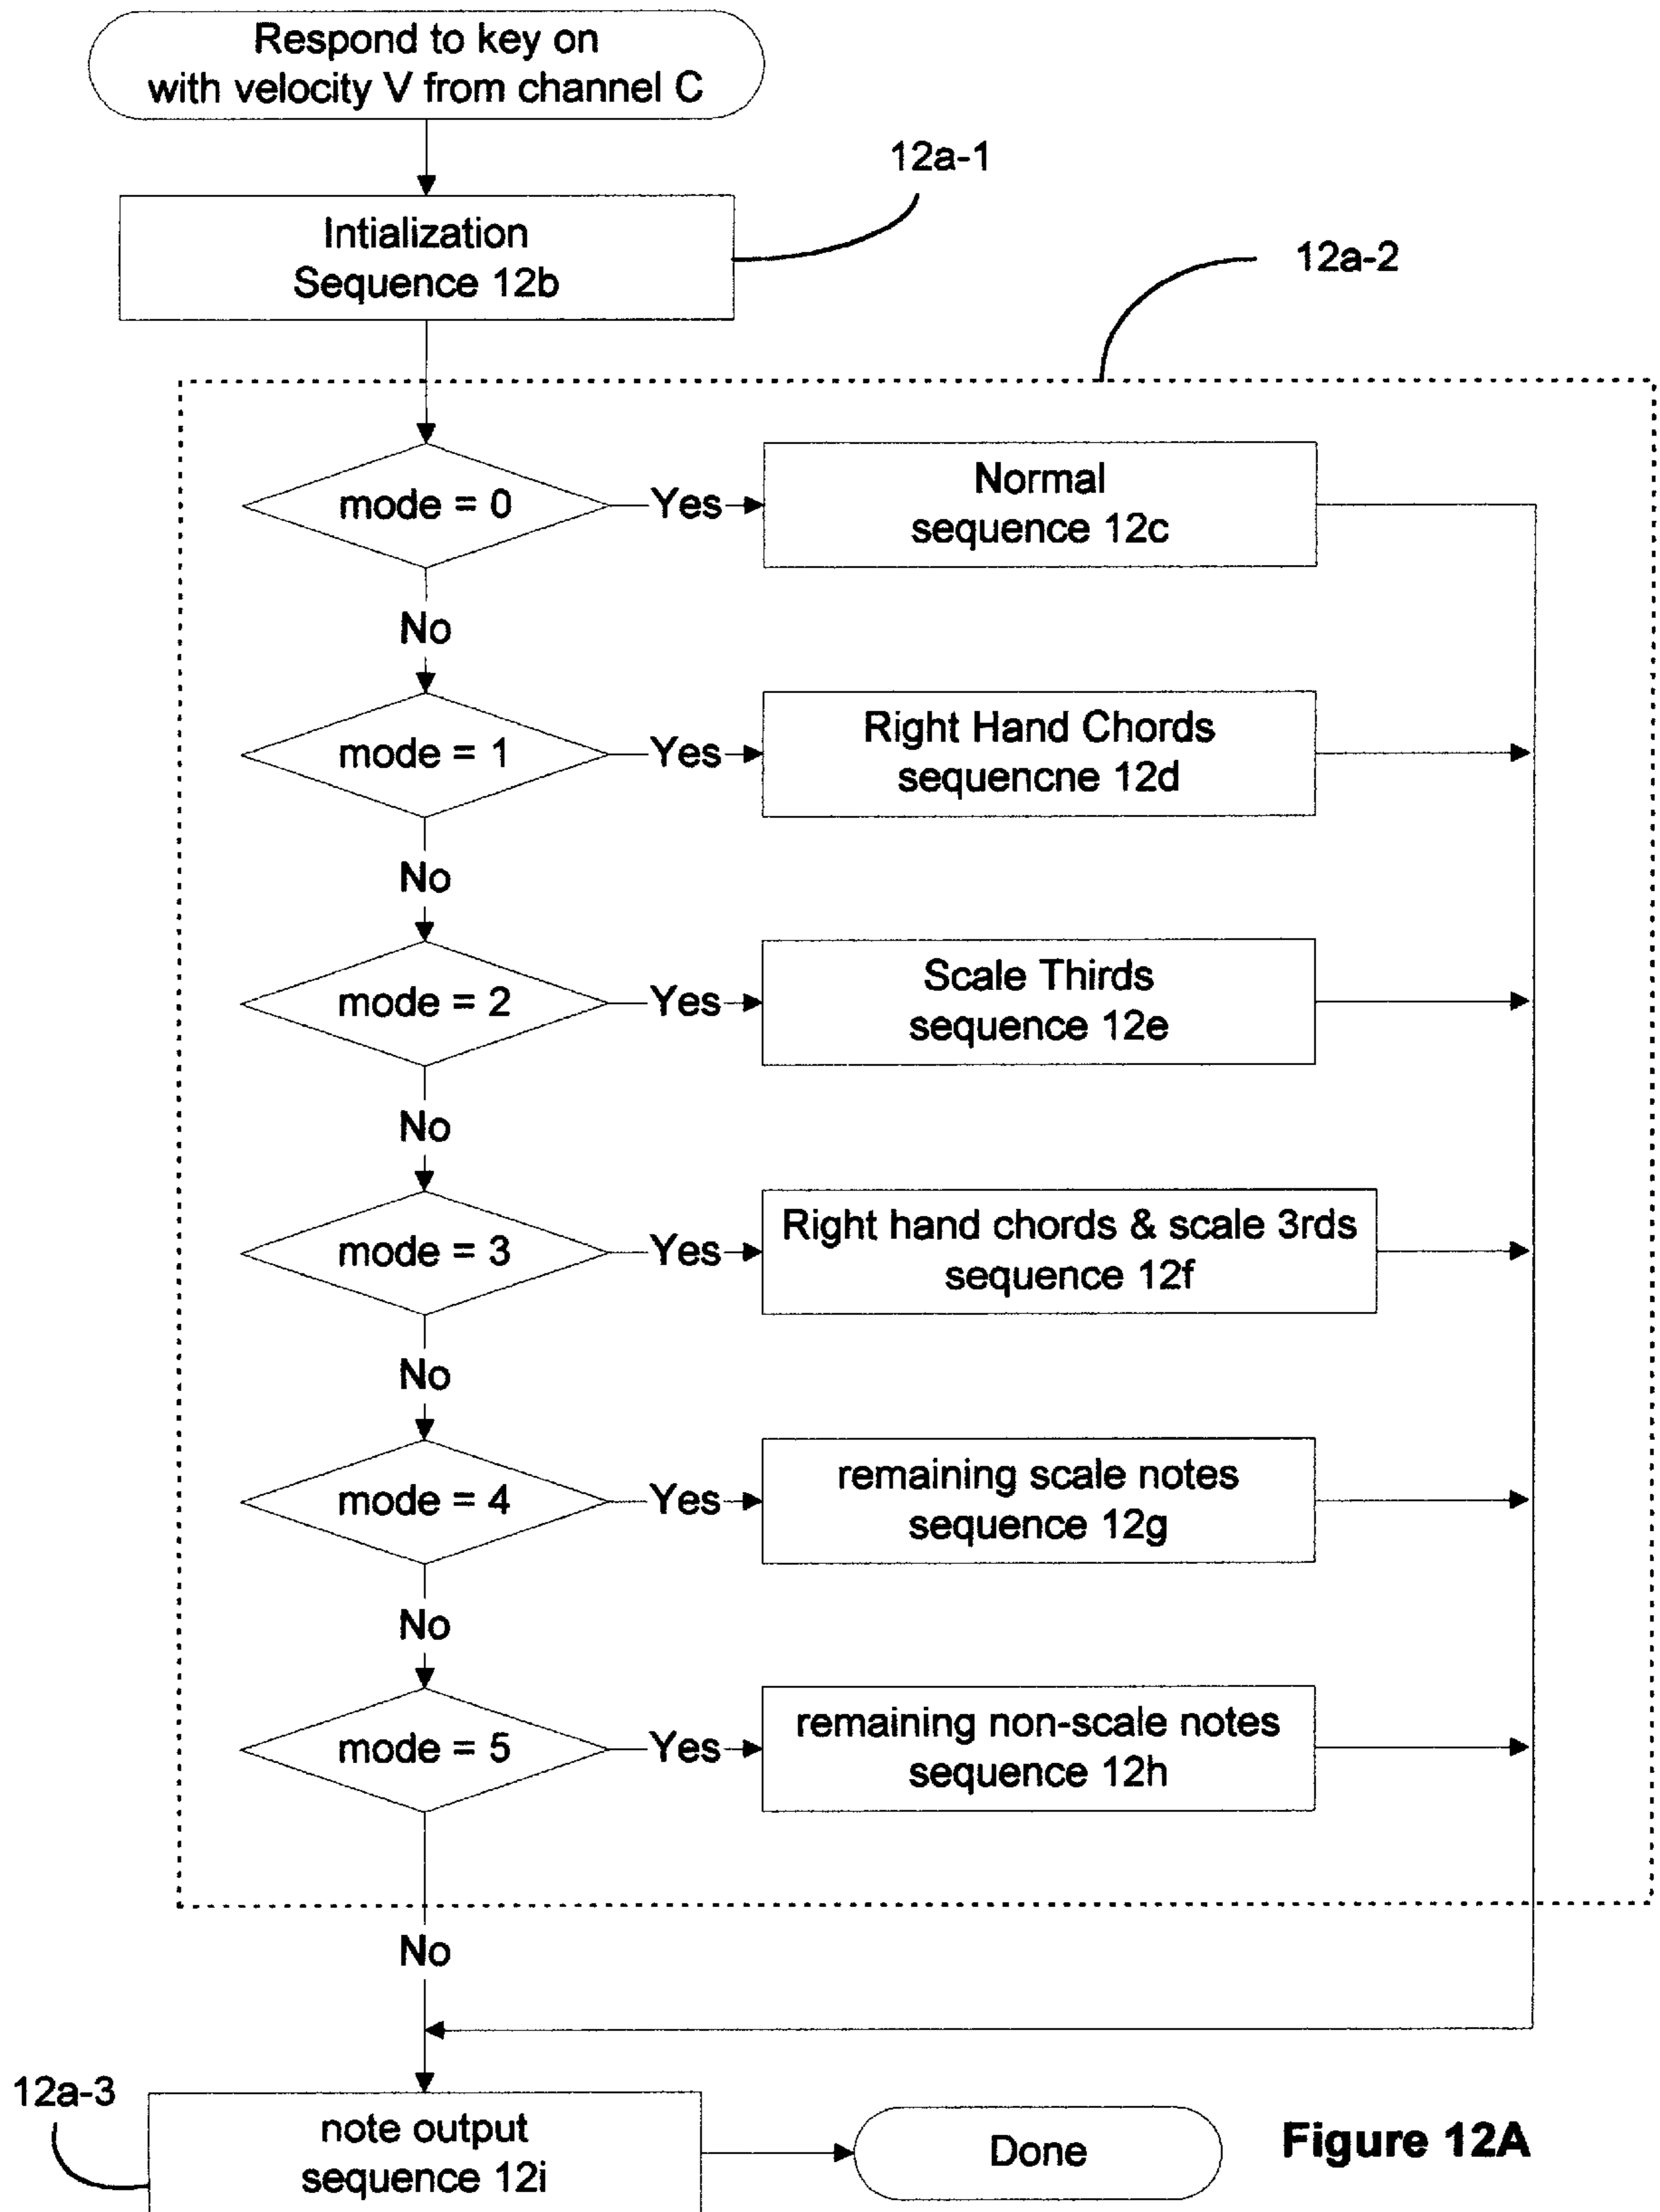 Respond to key on
with velocity V from channel C
12a-1
Intialization
Sequence 12b
12a-2
mode = 0
Yes
Normal
sequence 12c
No
mode = 1
Yes
Right Hand Chords
sequencne 12d
No
mode = 2
Yes
Scale Thirds
sequence 12e
No
mode = 3
Yes
Right hand chords & scale 3rds
sequence 12f
No
mode = 4
Yes
remaining scale notes
sequence 12g
No
mode = 5
Yes
remaining non-scale notes
sequence 12h
No
12a-3
note output
sequence 12i
Done
Figure 12A